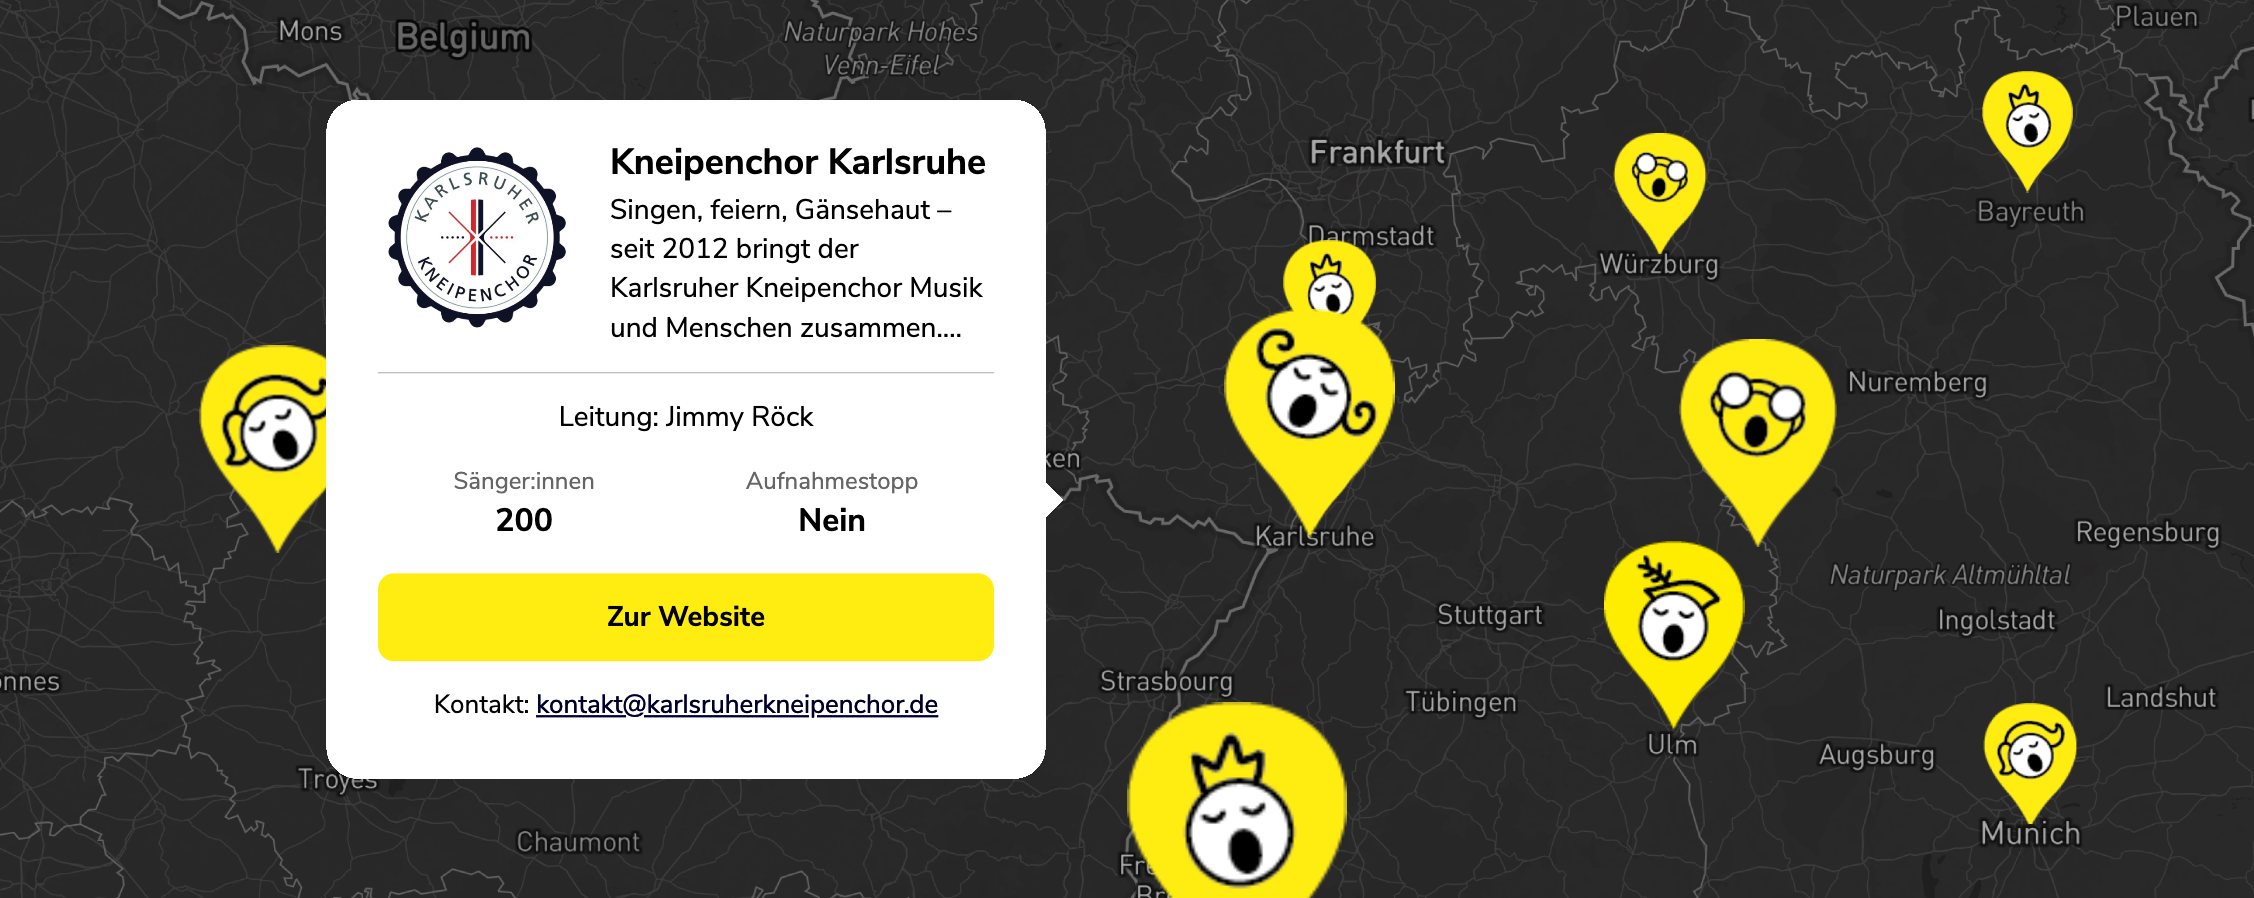 Mons
Belgium
Naturpark Hohes
Venn-Eifel
Plauen
Frankfurt
Darmstadt
Würzburg
Bayreuth
Nuremberg
KARLSRUHER
KNEIPENCHOR
Kneipenchor Karlsruhe
Singen, feiern, Gänsehaut –
seit 2012 bringt der
Karlsruher Kneipenchor Musik
und Menschen zusammen....
Leitung: Jimmy Röck
Sänger:innen
200
Aufnahmestopp
Nein
Zur Website
Kontakt: kontakt@karlsruherkneipenchor.de
ken
Karlsruhe
Regensburg
Naturpark Altmühltal
Ingolstadt
Stuttgart
Strasbourg
Tübingen
Landshut
Ulm
Augsburg
Munich
onnes
Troyes
Chaumont